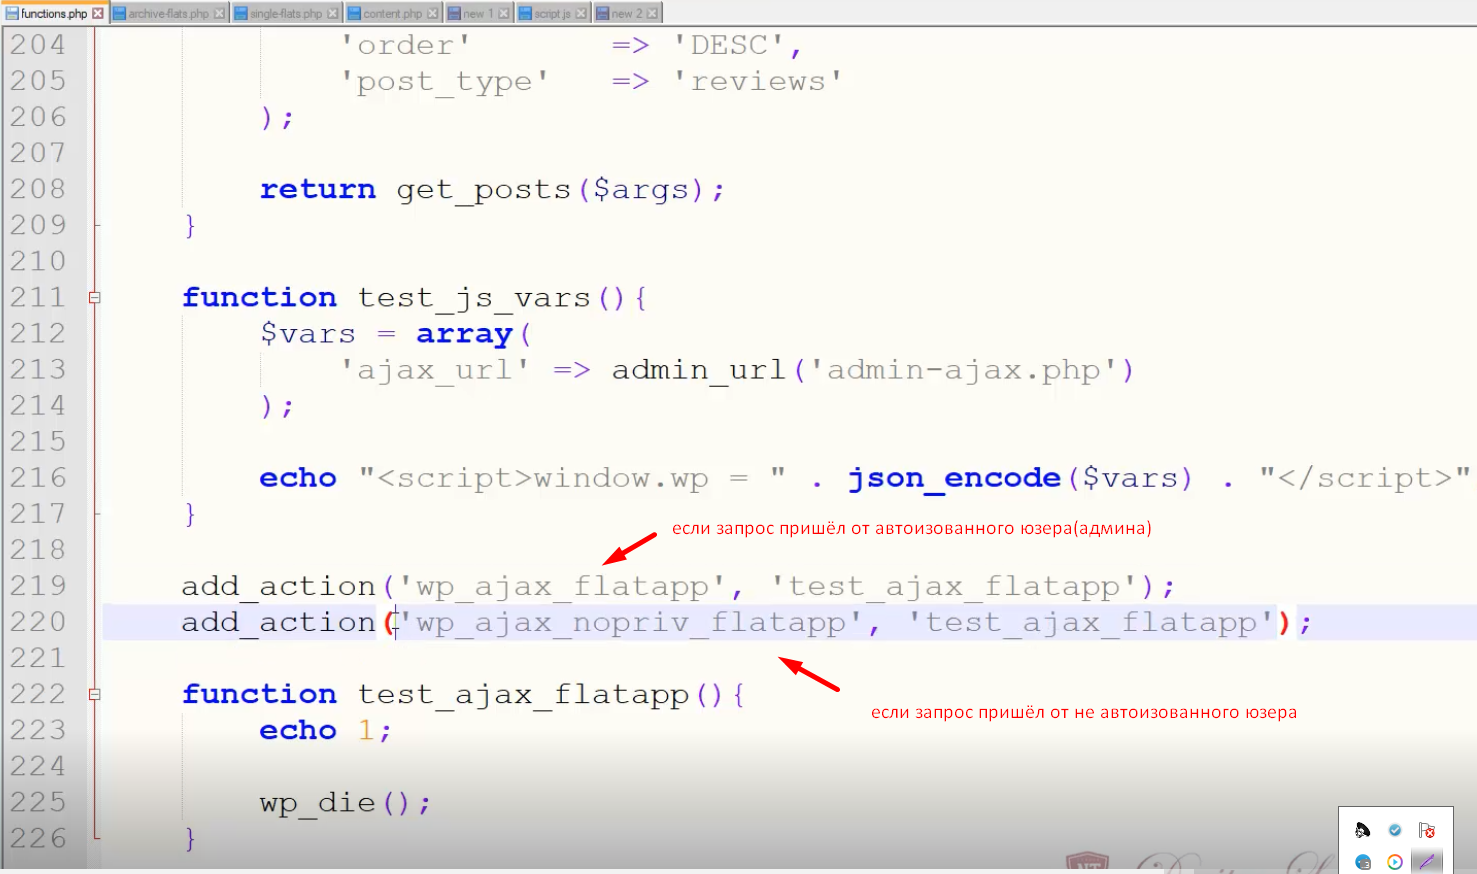 functions.php archive-flats.php single-flats.php content.php new 1 script.js new 2
204 'order' => 'DESC',
205 'post_type' => 'reviews'
206 );
207
208 return get_posts($args);
209 }
210
211 function test_js_vars(){
212 $vars = array(
213 'ajax_url' => admin_url('admin-ajax.php')
214 );
215
216 echo "<script>window.wp = " . json_encode($vars) . "</script>"
217 }
218 если запрос пришёл от автоизованного юзера(админа)
219 add_action('wp_ajax_flatapp', 'test_ajax_flatapp');
220 add_action('wp_ajax_nopriv_flatapp', 'test_ajax_flatapp');
221
222 function test_ajax_flatapp(){
если запрос пришёл от не автоизованного юзера
223 echo 1;
224
225 wp_die();
226 }